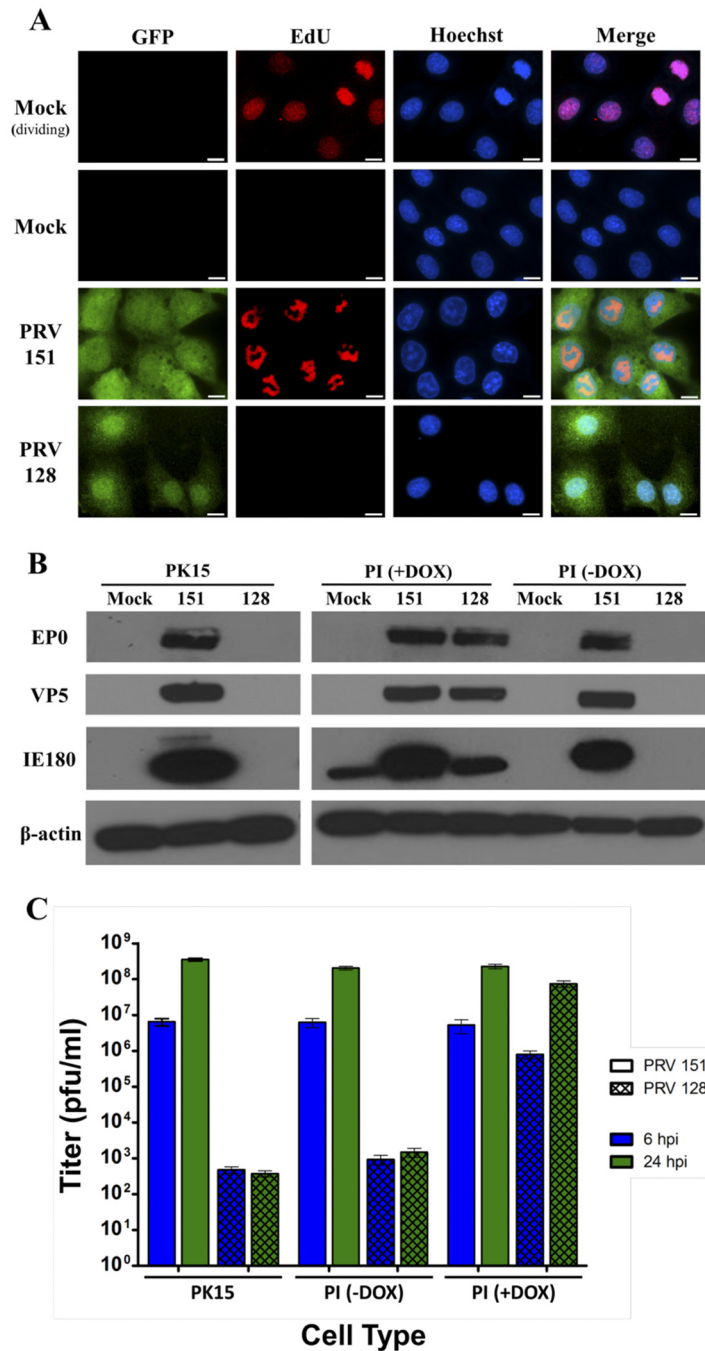 A
GFP EdU Hoechst Merge
Mock
(dividing)
Mock
PRV
151
PRV
128
B
PK15 PI (+DOX) PI (-DOX)
Mock 151 128 Mock 151 128 Mock 151 128
EP0
VP5
IE180
β-actin
C
Titer (pfu/ml)
10⁹
10⁸
10⁷
10⁶
10⁵
10⁴
10³
10²
10¹
10⁰
PRV 151
PRV 128
6 hpi
24 hpi
PK15 PI (-DOX) PI (+DOX)
Cell Type